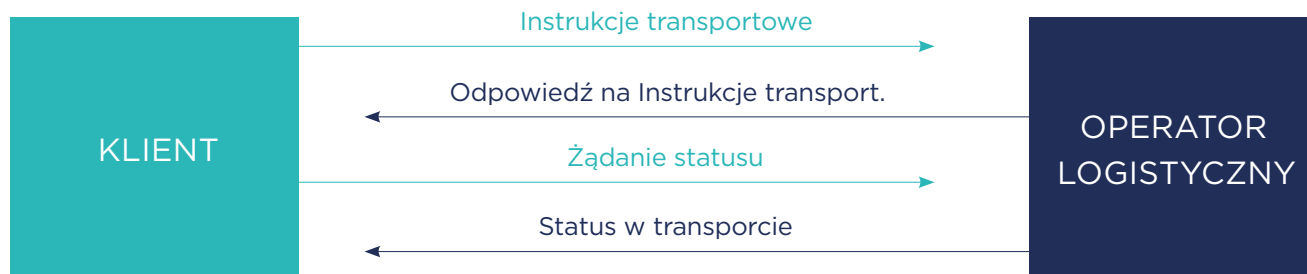 Instrukcje transportowe
Odpowiedź na Instrukcje transport.
KLIENT
Żądanie statusu
Status w transporcie
OPERATOR
LOGISTYCZNY